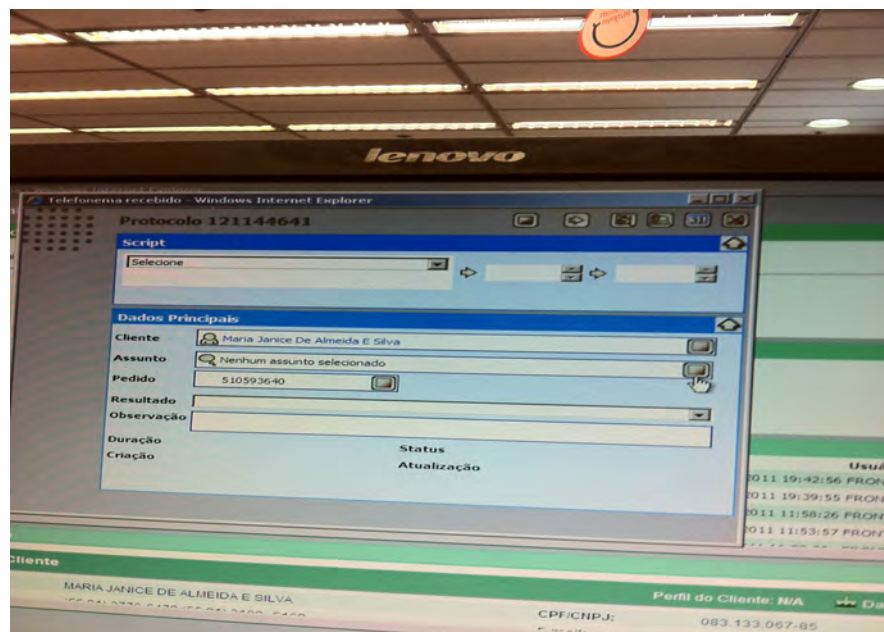 lenovo
Telefonema recebido - Windows Internet Explorer
Protocolo 121144641
Script
Selecione
Dados Principais
Cliente Maria Janice De Almeida E Silva
Assunto Nenhum assunto selecionado
Pedido 510593640
Resultado
Observação
Duração Status
Criação Atualização
Usuá
2011 19:42:56 FRON
2011 19:39:55 FRON
2011 11:58:26 FRON
2011 11:53:57 FRON
Cliente Perfil do Cliente: N/A Da
MARIA JANICE DE ALMEIDA E SILVA CPF/CNPJ: 083.133.067-85